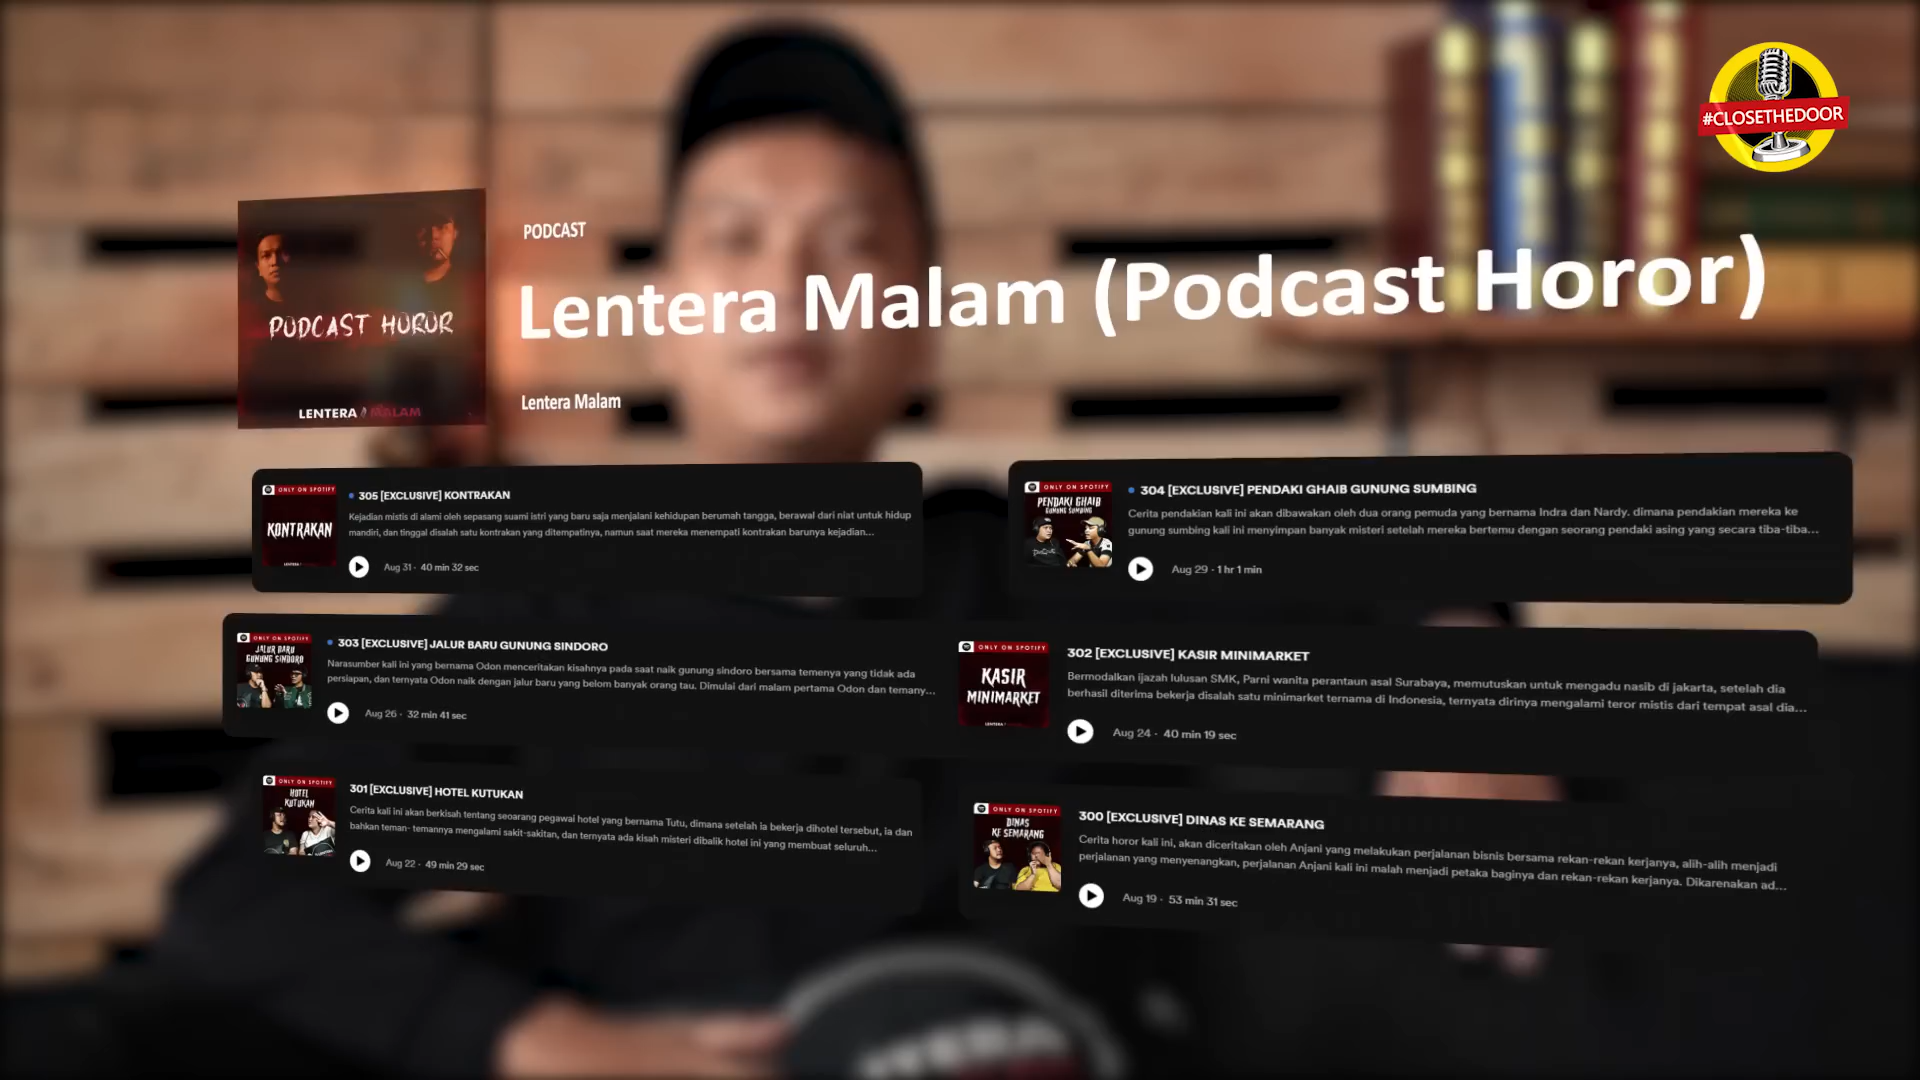 #CLOSETHEDOOR
PODCAST
Lentera Malam (Podcast Horor)
Lentera Malam
PODCAST HOROR
LENTERA MALAM
ONLY ON SPOTIFY
KONTRAKAN
305 [EXCLUSIVE] KONTRAKAN
Kejadian mistis di alami oleh sepasang suami istri yang baru saja menjalani kehidupan berumah tangga, berawal dari niat untuk hidup
mandiri, dan tinggal disalah satu kontrakan yang ditempatinya, namun saat mereka menempati kontrakan barunya kejadian...
Aug 31 · 40 min 32 sec
ONLY ON SPOTIFY
PENDAKI GHAIB
GUNUNG SUMBING
304 [EXCLUSIVE] PENDAKI GHAIB GUNUNG SUMBING
Cerita pendakian kali ini akan dibawakan oleh dua orang pemuda yang bernama Indra dan Nardy. dimana pendakian mereka ke
gunung sumbing kali ini menyimpan banyak misteri setelah mereka bertemu dengan seorang pendaki asing yang secara tiba-tiba...
Aug 29 · 1 hr 1 min
ONLY ON SPOTIFY
JALUR BARU
GUNUNG SINDORO
303 [EXCLUSIVE] JALUR BARU GUNUNG SINDORO
Narasumber kali ini yang bernama Odon menceritakan kisahnya pada saat naik gunung sindoro bersama temenya yang tidak ada
persiapan, dan ternyata Odon naik dengan jalur baru yang belom banyak orang tau. Dimulai dari malam pertama Odon dan temany...
Aug 26 · 32 min 41 sec
ONLY ON SPOTIFY
KASIR
MINIMARKET
302 [EXCLUSIVE] KASIR MINIMARKET
Bermodalkan ijazah lulusan SMK, Parni wanita perantaun asal Surabaya, memutuskan untuk mengadu nasib di jakarta, setelah dia
berhasil diterima bekerja disalah satu minimarket ternama di Indonesia, ternyata dirinya mengalami teror mistis dari tempat asal dia...
Aug 24 · 40 min 19 sec
ONLY ON SPOTIFY
HOTEL
KUTUKAN
301 [EXCLUSIVE] HOTEL KUTUKAN
Cerita kali ini akan berkisah tentang seoarang pegawai hotel yang bernama Tutu, dimana setelah ia bekerja dihotel tersebut, ia dan
bahkan teman- temannya mengalami sakit-sakitan, dan ternyata ada kisah misteri dibalik hotel ini yang membuat seluruh...
Aug 22 · 49 min 29 sec
ONLY ON SPOTIFY
DINAS
KE SEMARANG
300 [EXCLUSIVE] DINAS KE SEMARANG
Cerita horor kali ini, akan diceritakan oleh Anjani yang melakukan perjalanan bisnis bersama rekan-rekan kerjanya, alih-alih menjadi
perjalanan yang menyenangkan, perjalanan Anjani kali ini malah menjadi petaka baginya dan rekan-rekan kerjanya. Dikarenakan ad...
Aug 19 · 53 min 31 sec